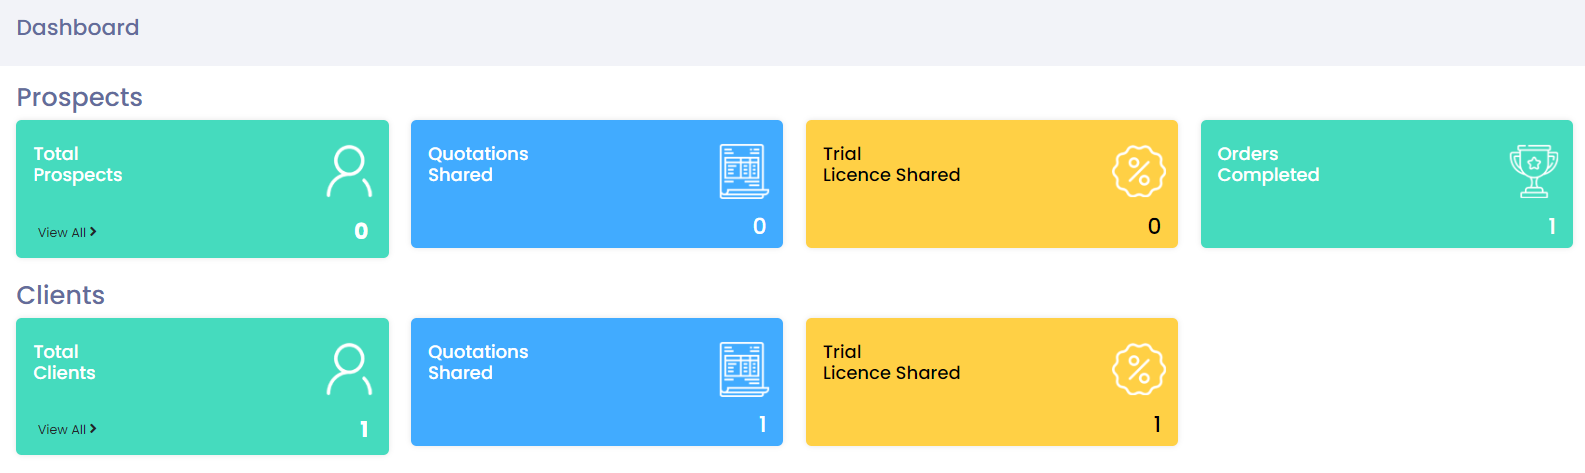 Dashboard
Prospects
Total
Prospects
View All
0
Quotations
Shared
0
Trial
Licence Shared
0
Orders
Completed
1
Clients
Total
Clients
View All
1
Quotations
Shared
1
Trial
Licence Shared
1